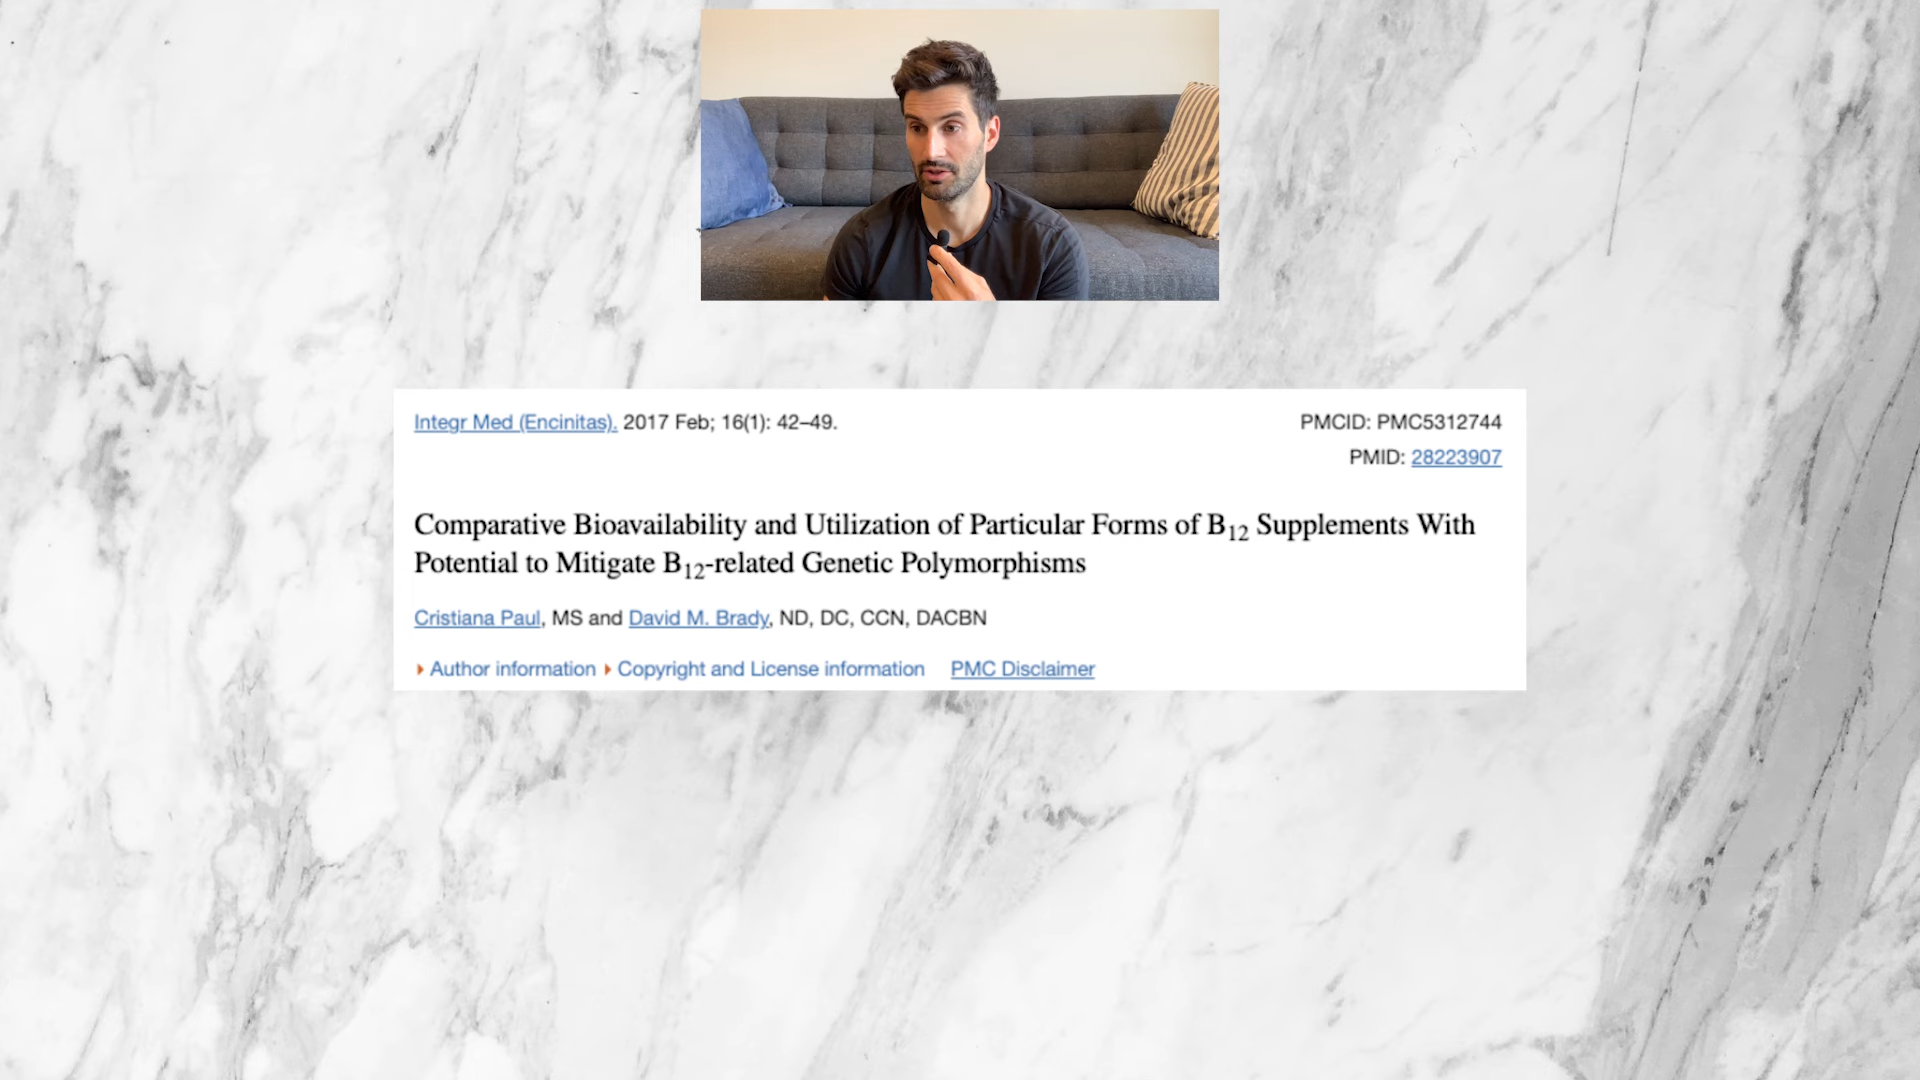 Integr Med (Encinitas). 2017 Feb; 16(1): 42–49.
PMCID: PMC5312744
PMID: 28223907
Comparative Bioavailability and Utilization of Particular Forms of B12 Supplements With
Potential to Mitigate B12-related Genetic Polymorphisms
Cristiana Paul, MS and David M. Brady, ND, DC, CCN, DACBN
Author information Copyright and License information PMC Disclaimer